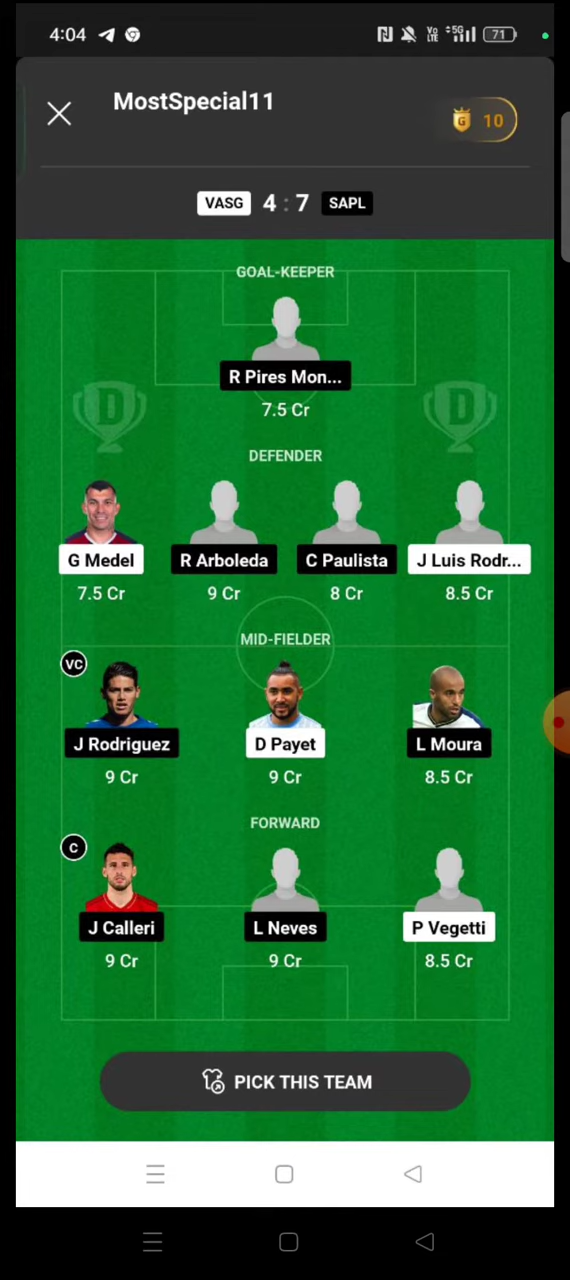 4:04
Vo LTE 5G 71
MostSpecial11
G 10
VASG 4 : 7 SAPL
GOAL-KEEPER
R Pires Mon...
7.5 Cr
D D
DEFENDER
G Medel R Arboleda C Paulista J Luis Rodr...
7.5 Cr 9 Cr 8 Cr 8.5 Cr
MID-FIELDER
VC
J Rodriguez D Payet L Moura
9 Cr 9 Cr 8.5 Cr
FORWARD
C
J Calleri L Neves P Vegetti
9 Cr 9 Cr 8.5 Cr
PICK THIS TEAM